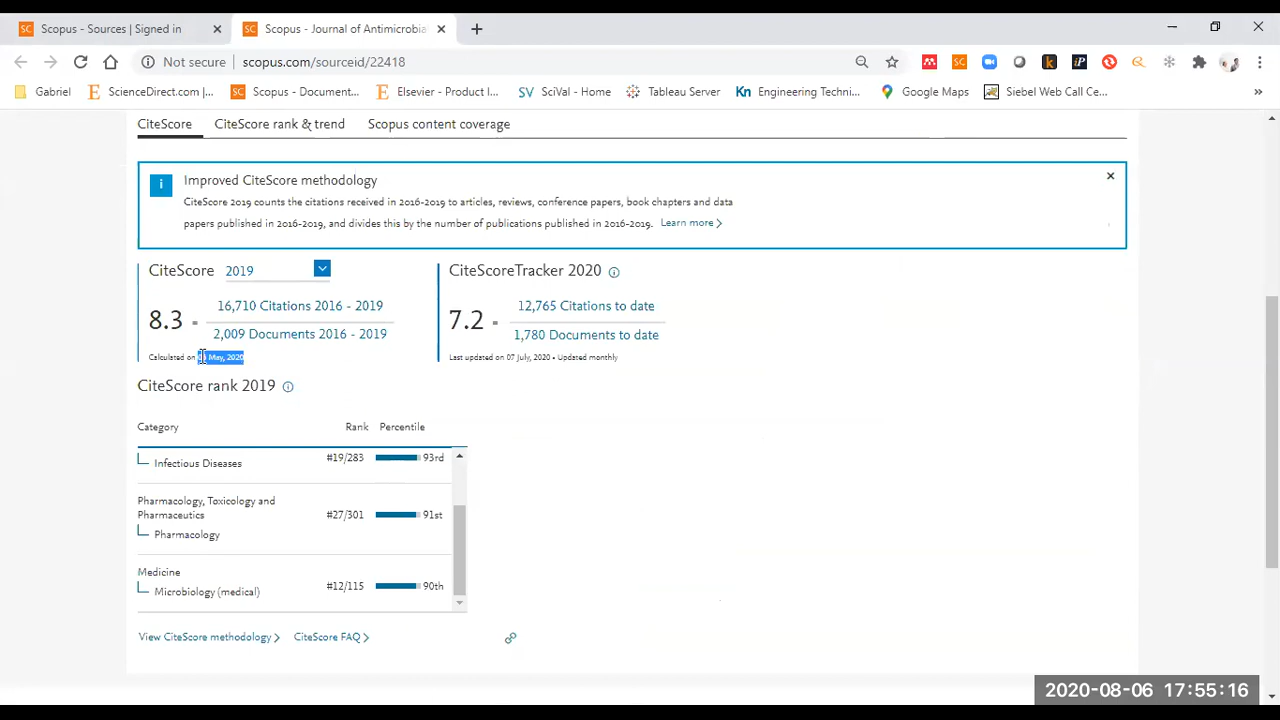 Scopus - Sources | Signed in
Scopus - Journal of Antimicrobia
Not secure scopus.com/sourceid/22418
Gabriel ScienceDirect.com |... Scopus - Document... Elsevier - Product I... SciVal - Home Tableau Server Engineering Techni... Google Maps Siebel Web Call Ce...
CiteScore CiteScore rank & trend Scopus content coverage
Improved CiteScore methodology
CiteScore 2019 counts the citations received in 2016-2019 to articles, reviews, conference papers, book chapters and data
papers published in 2016-2019, and divides this by the number of publications published in 2016-2019. Learn more
CiteScore 2019
8.3 = 16,710 Citations 2016 - 2019
2,009 Documents 2016 - 2019
Calculated on May, 2020
CiteScoreTracker 2020
7.2 = 12,765 Citations to date
1,780 Documents to date
Last updated on 07 July, 2020 • Updated monthly
CiteScore rank 2019
Category Rank Percentile
Infectious Diseases #19/283 93rd
Pharmacology, Toxicology and
Pharmaceutics
Pharmacology #27/301 91st
Medicine
Microbiology (medical) #12/115 90th
View CiteScore methodology CiteScore FAQ
2020-08-06 17:55:16